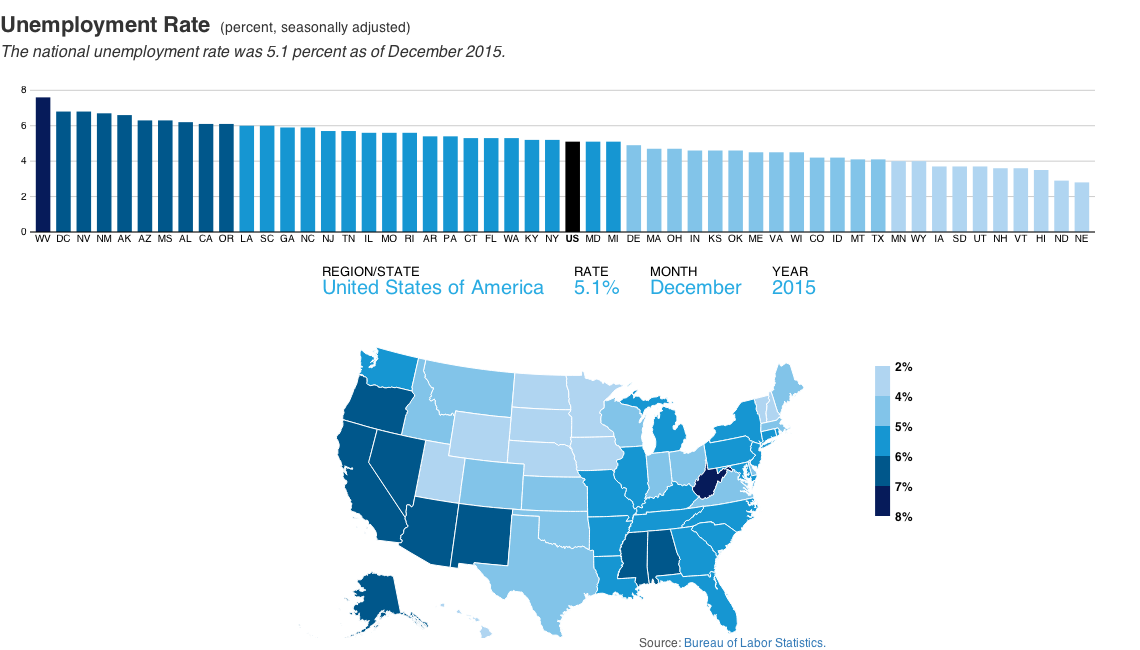 Unemployment Rate (percent, seasonally adjusted)
The national unemployment rate was 5.1 percent as of December 2015.
8
6
4
2
0
WV DC NV NM AK AZ MS AL CA OR LA SC GA NC NJ TN IL MO RI AR PA CT FL WA KY NY US MD MI DE MA OH IN KS OK ME VA WI CO ID MT TX MN WY IA SD UT NH VT HI ND NE
REGION/STATE RATE MONTH YEAR
United States of America 5.1% December 2015
2%
4%
5%
6%
7%
8%
Source: Bureau of Labor Statistics.